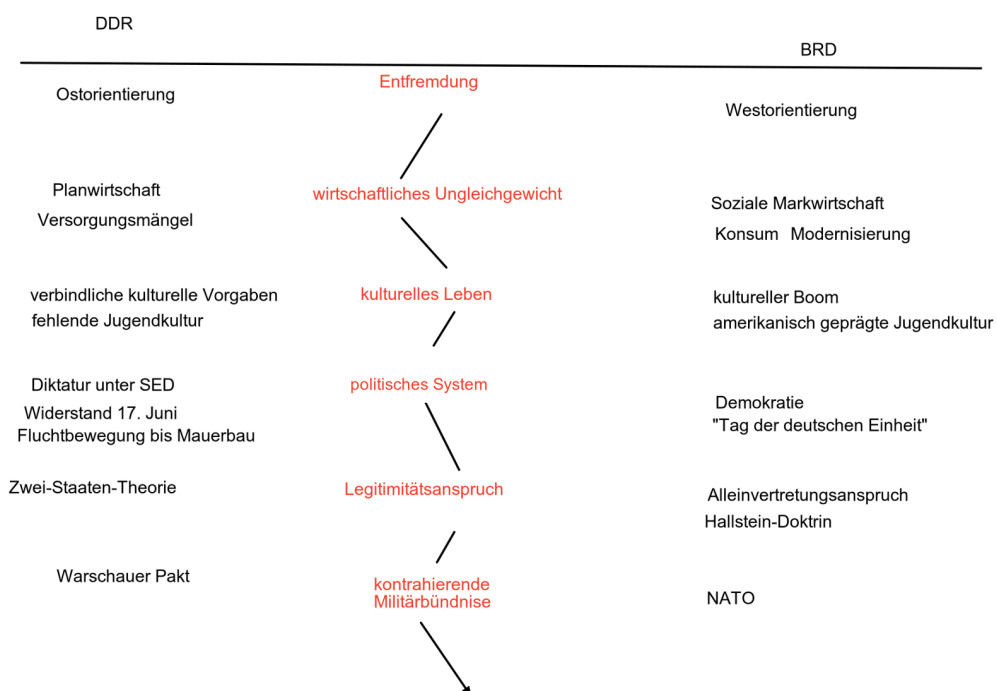 DDR
BRD
Entfremdung
Ostorientierung
Westorientierung
Planwirtschaft
wirtschaftliches Ungleichgewicht
Soziale Markwirtschaft
Versorgungsmängel
Konsum Modernisierung
verbindliche kulturelle Vorgaben
kulturelles Leben
kultureller Boom
fehlende Jugendkultur
amerikanisch geprägte Jugendkultur
Diktatur unter SED
politisches System
Demokratie
Widerstand 17. Juni
"Tag der deutschen Einheit"
Fluchtbewegung bis Mauerbau
Zwei-Staaten-Theorie
Legitimitätsanspruch
Alleinvertretungsanspruch
Hallstein-Doktrin
Warschauer Pakt
kontrahierende
Militärbündnise
NATO